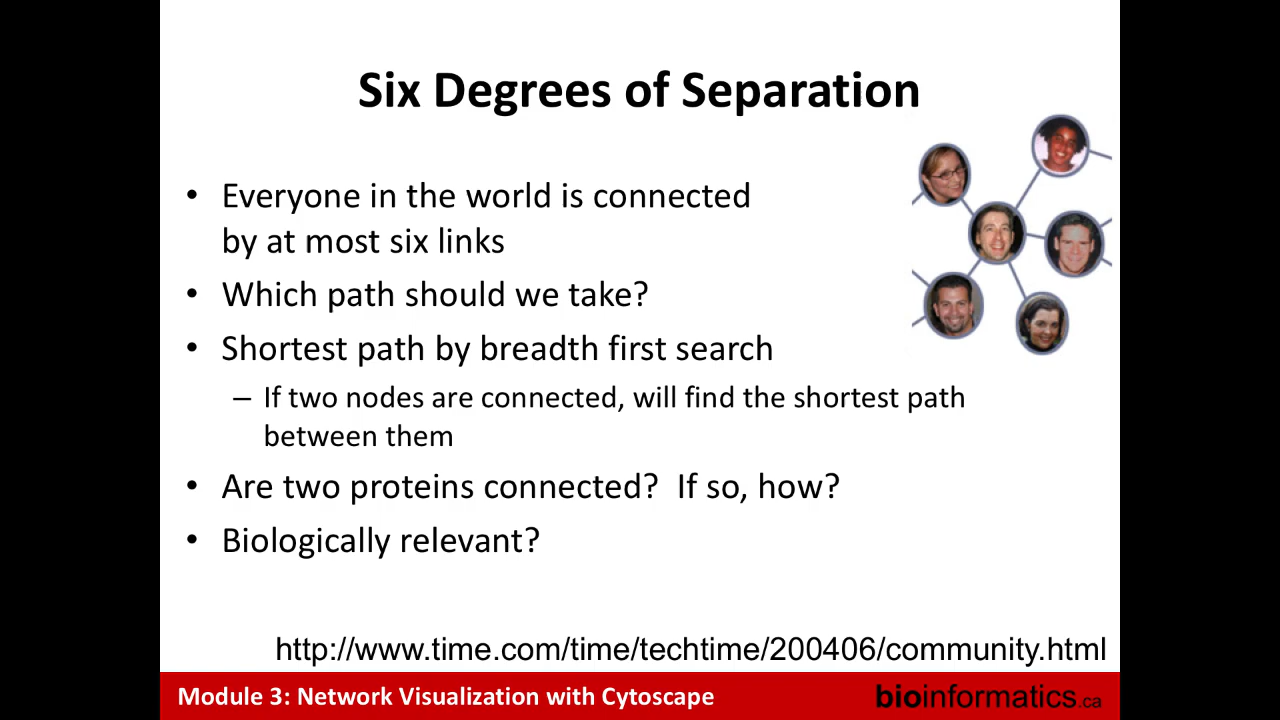 Six Degrees of Separation
• Everyone in the world is connected
by at most six links
• Which path should we take?
• Shortest path by breadth first search
– If two nodes are connected, will find the shortest path
between them
• Are two proteins connected?  If so, how?
• Biologically relevant?
http://www.time.com/time/techtime/200406/community.html
Module 3: Network Visualization with Cytoscape
bioinformatics.ca